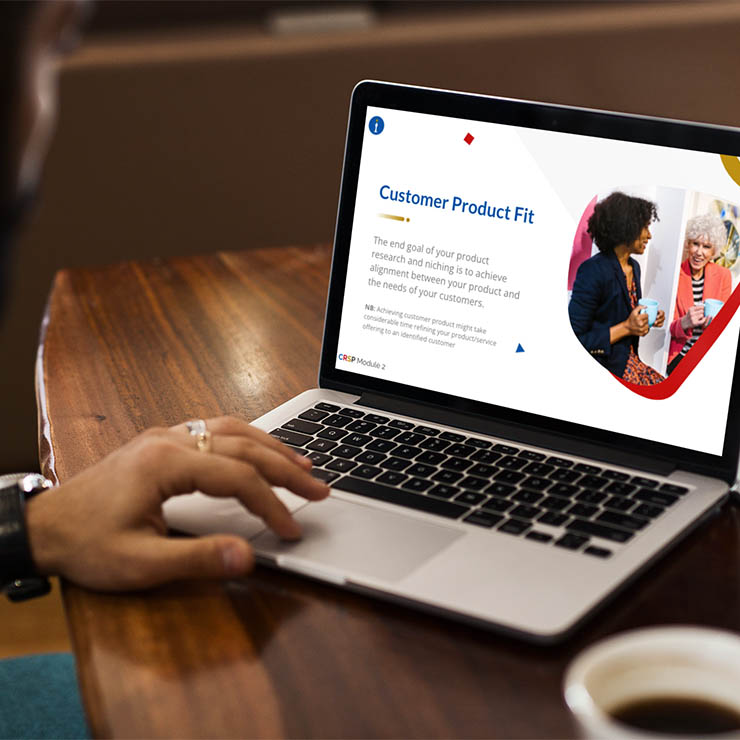 Customer Product Fit
The end goal of your product
research and niching is to achieve
alignment between your product and
the needs of your customers.
NB: Achieving customer product might take
considerable time refining your product/service
offering to an identified customer
CRSP Module 2